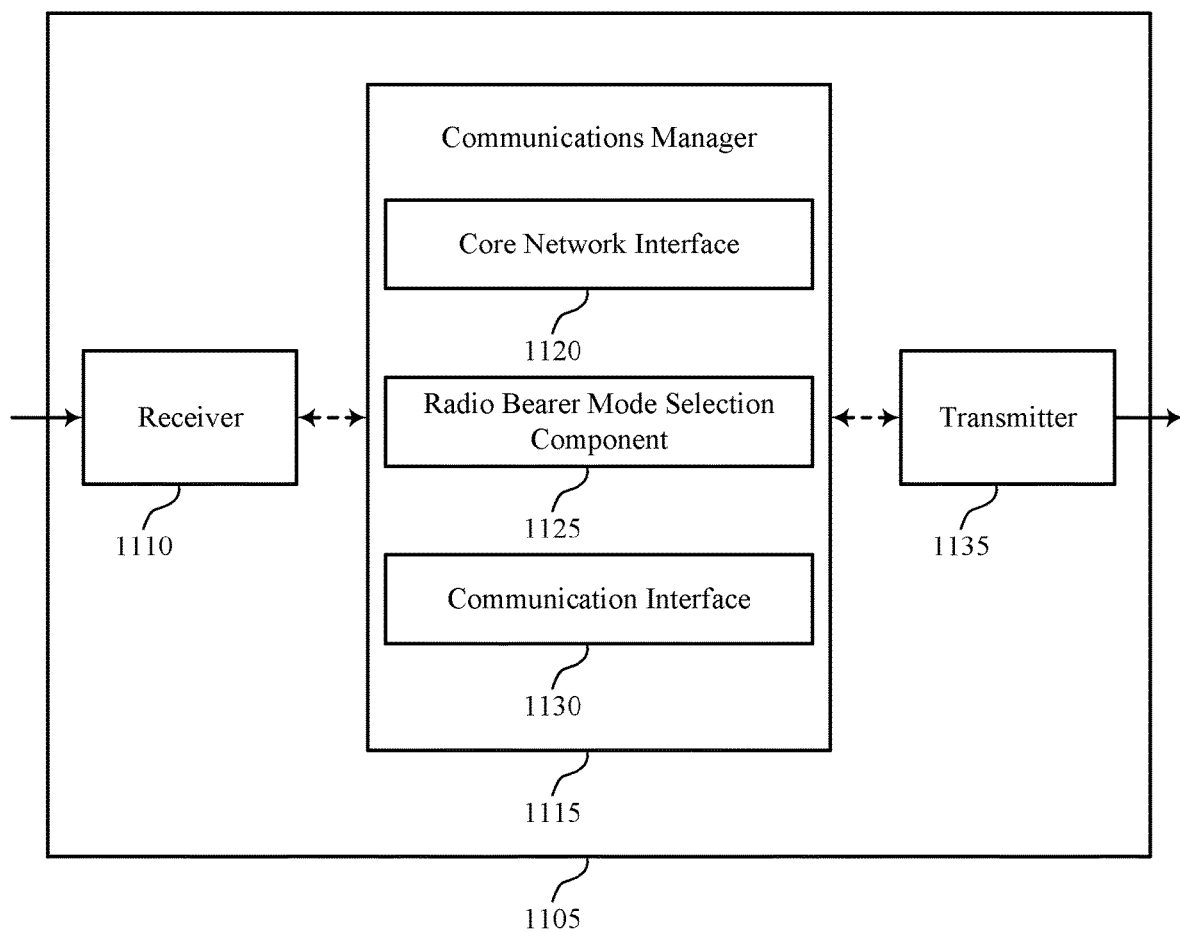 Communications Manager
Core Network Interface
1120
Receiver
1110
Radio Bearer Mode Selection
Component
1125
Transmitter
1135
Communication Interface
1130
1115
1105